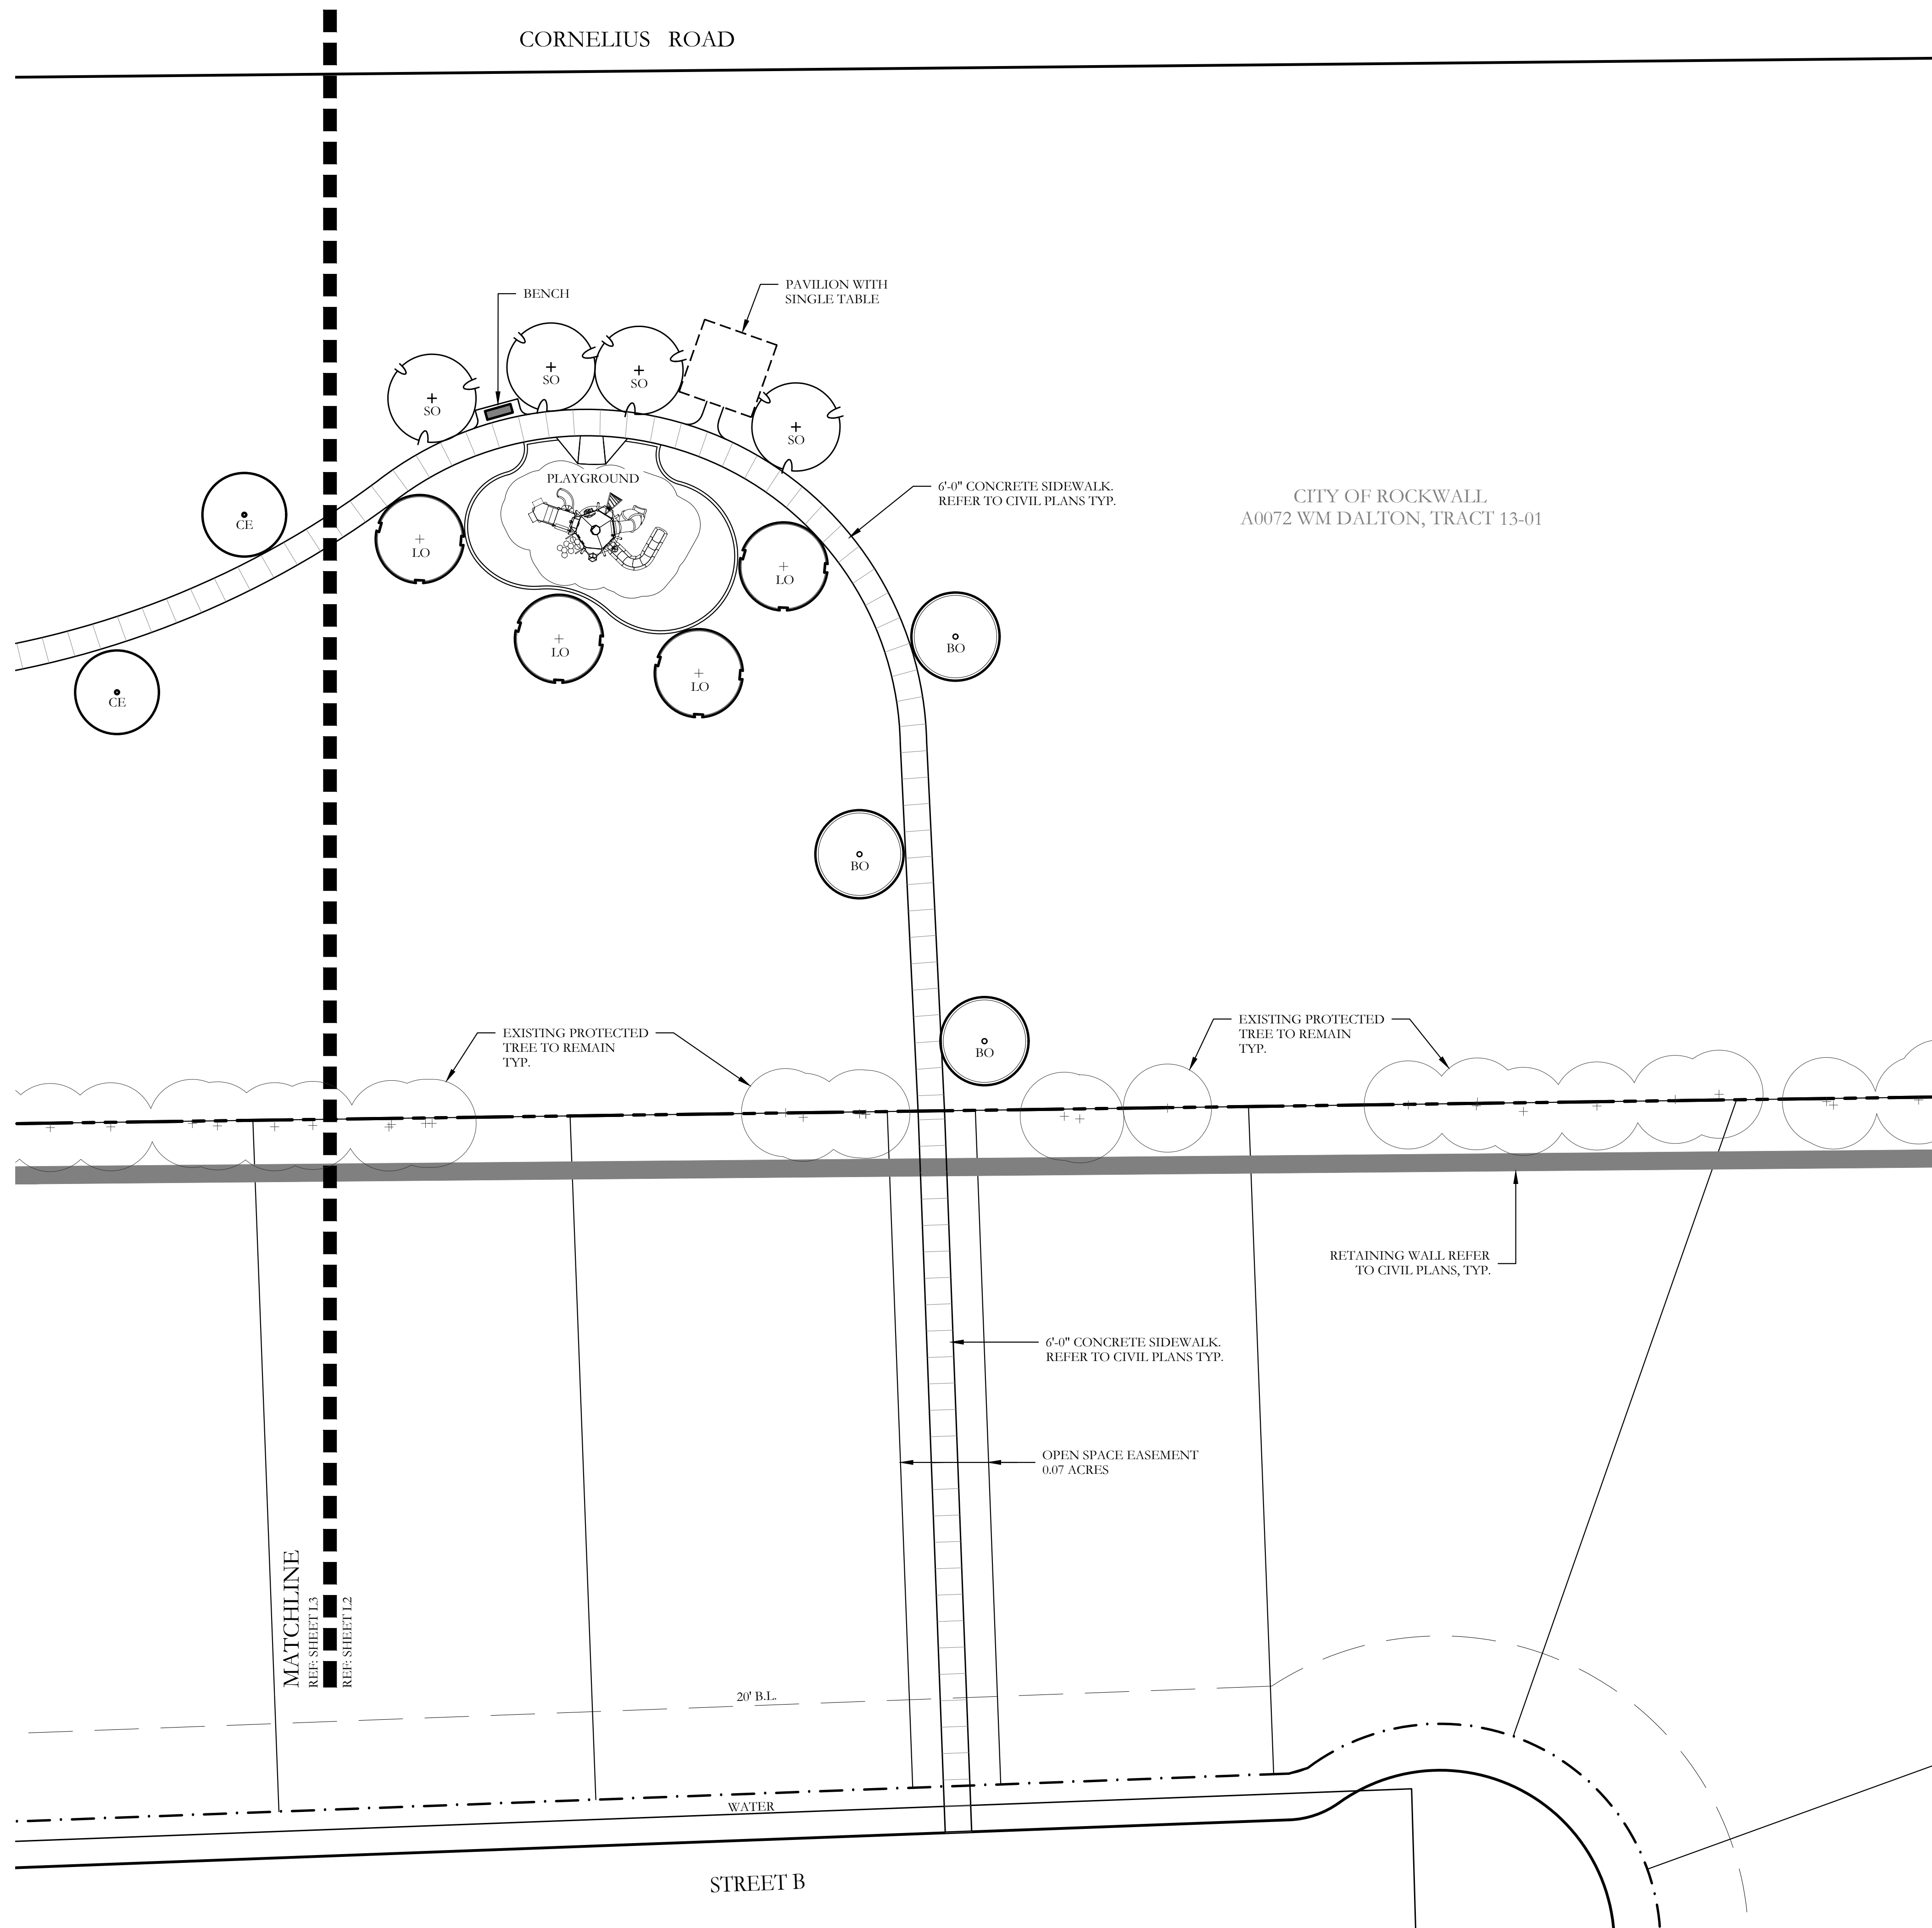 CORNELIUS ROAD
BENCH
PAVILION WITH
SINGLE TABLE
SO
SO
SO
SO
PLAYGROUND
6'-0" CONCRETE SIDEWALK.
REFER TO CIVIL PLANS TYP.
CITY OF ROCKWALL
A0072 WM DALTON, TRACT 13-01
CE
LO
LO
LO
LO
CE
BO
BO
BO
EXISTING PROTECTED
TREE TO REMAIN
TYP.
EXISTING PROTECTED
TREE TO REMAIN
TYP.
RETAINING WALL REFER
TO CIVIL PLANS, TYP.
6'-0" CONCRETE SIDEWALK.
REFER TO CIVIL PLANS TYP.
OPEN SPACE EASEMENT
0.07 ACRES
MATCHLINE
REF: SHEET L3
REF: SHEET L2
20' B.L.
WATER
STREET B